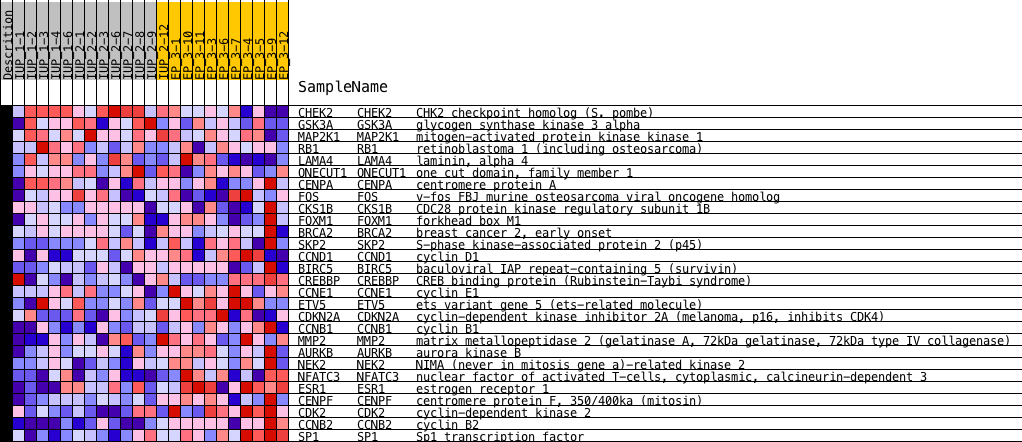 Descrition
IUP_1-1
IUP_1-2
IUP_1-3
IUP_1-4
IUP_1-6
IUP_2-1
IUP_2-2
IUP_2-3
IUP_2-6
IUP_2-7
IUP_2-8
IUP_2-9
IUP_2-12
EP_3-1
EP_3-10
EP_3-11
EP_3-3
EP_3-6
EP_3-7
EP_3-4
EP_3-5
EP_3-9
EP_3-12
SampleName
CHEK2 CHEK2 CHK2 checkpoint homolog (S. pombe)
GSK3A GSK3A glycogen synthase kinase 3 alpha
MAP2K1 MAP2K1 mitogen-activated protein kinase kinase 1
RB1 RB1 retinoblastoma 1 (including osteosarcoma)
LAMA4 LAMA4 laminin, alpha 4
ONECUT1 ONECUT1 one cut domain, family member 1
CENPA CENPA centromere protein A
FOS FOS v-fos FBJ murine osteosarcoma viral oncogene homolog
CKS1B CKS1B CDC28 protein kinase regulatory subunit 1B
FOXM1 FOXM1 forkhead box M1
BRCA2 BRCA2 breast cancer 2, early onset
SKP2 SKP2 S-phase kinase-associated protein 2 (p45)
CCND1 CCND1 cyclin D1
BIRC5 BIRC5 baculoviral IAP repeat-containing 5 (survivin)
CREBBP CREBBP CREB binding protein (Rubinstein-Taybi syndrome)
CCNE1 CCNE1 cyclin E1
ETV5 ETV5 ets variant gene 5 (ets-related molecule)
CDKN2A CDKN2A cyclin-dependent kinase inhibitor 2A (melanoma, p16, inhibits CDK4)
CCNB1 CCNB1 cyclin B1
MMP2 MMP2 matrix metallopeptidase 2 (gelatinase A, 72kDa gelatinase, 72kDa type IV collagenase)
AURKB AURKB aurora kinase B
NEK2 NEK2 NIMA (never in mitosis gene a)-related kinase 2
NFATC3 NFATC3 nuclear factor of activated T-cells, cytoplasmic, calcineurin-dependent 3
ESR1 ESR1 estrogen receptor 1
CENPF CENPF centromere protein F, 350/400ka (mitosin)
CDK2 CDK2 cyclin-dependent kinase 2
CCNB2 CCNB2 cyclin B2
SP1 SP1 Sp1 transcription factor